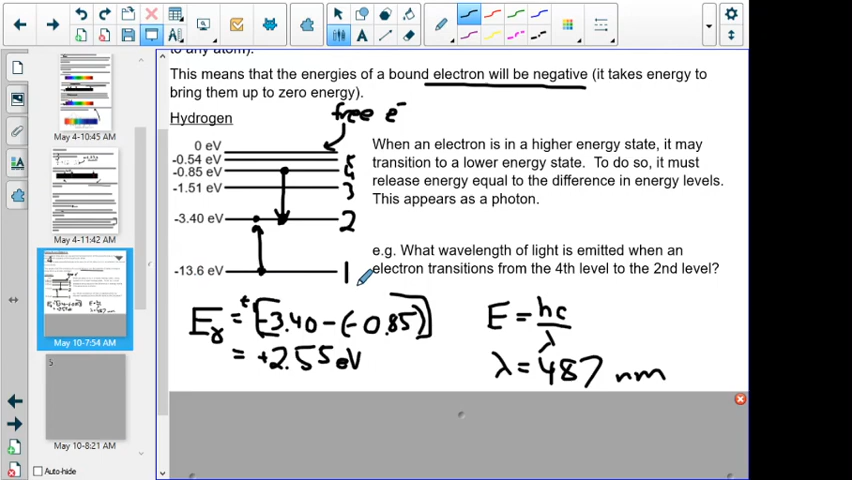 to any atom).
This means that the energies of a bound electron will be negative (it takes energy to
bring them up to zero energy).
Hydrogen
free e⁻
0 eV
-0.54 eV 5
-0.85 eV 4
-1.51 eV 3
-3.40 eV 2
-13.6 eV 1
When an electron is in a higher energy state, it may
transition to a lower energy state. To do so, it must
release energy equal to the difference in energy levels.
This appears as a photon.
e.g. What wavelength of light is emitted when an
electron transitions from the 4th level to the 2nd level?
Eγ = ⁺[-3.40 - (-0.85)]
= +2.55 eV
E = hc/λ
λ = 487 nm
May 4-10:45 AM
May 4-11:42 AM
4
May 10-7:54 AM
5
May 10-8:21 AM
Auto-hide